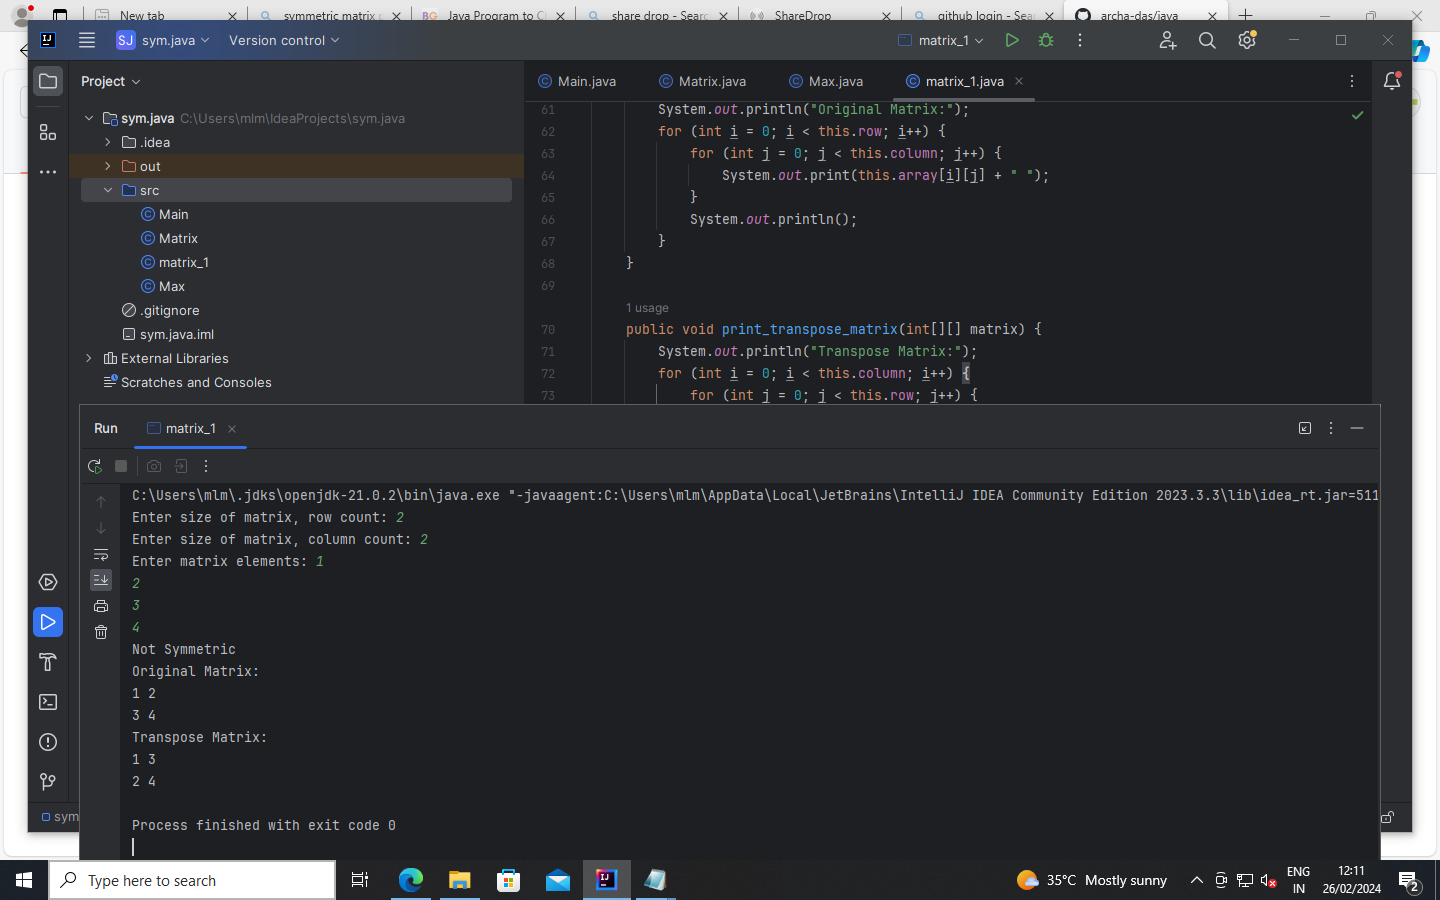 New tab
symmetric matrix
Java Program to C
share drop - Sear
ShareDrop
github login - Sea
archa-das/java
SJ sym.java Version control
matrix_1
Project
Main.java Matrix.java Max.java matrix_1.java
sym.java C:\Users\mlm\IdeaProjects\sym.java
.idea
out
src
Main
Matrix
matrix_1
Max
.gitignore
sym.java.iml
External Libraries
Scratches and Consoles
61 System.out.println("Original Matrix:");
62 for (int i = 0; i < this.row; i++) {
63 for (int j = 0; j < this.column; j++) {
64 System.out.print(this.array[i][j] + " ");
65 }
66 System.out.println();
67 }
68 }
69
1 usage
70 public void print_transpose_matrix(int[][] matrix) {
71 System.out.println("Transpose Matrix:");
72 for (int i = 0; i < this.column; i++) {
73 for (int j = 0; j < this.row; j++) {
Run matrix_1
C:\Users\mlm\.jdks\openjdk-21.0.2\bin\java.exe "-javaagent:C:\Users\mlm\AppData\Local\JetBrains\IntelliJ IDEA Community Edition 2023.3.3\lib\idea_rt.jar=511
Enter size of matrix, row count: 2
Enter size of matrix, column count: 2
Enter matrix elements: 1
2
3
4
Not Symmetric
Original Matrix:
1 2
3 4
Transpose Matrix:
1 3
2 4
Process finished with exit code 0
sym
Type here to search
35°C Mostly sunny
ENG
IN
12:11
26/02/2024
2